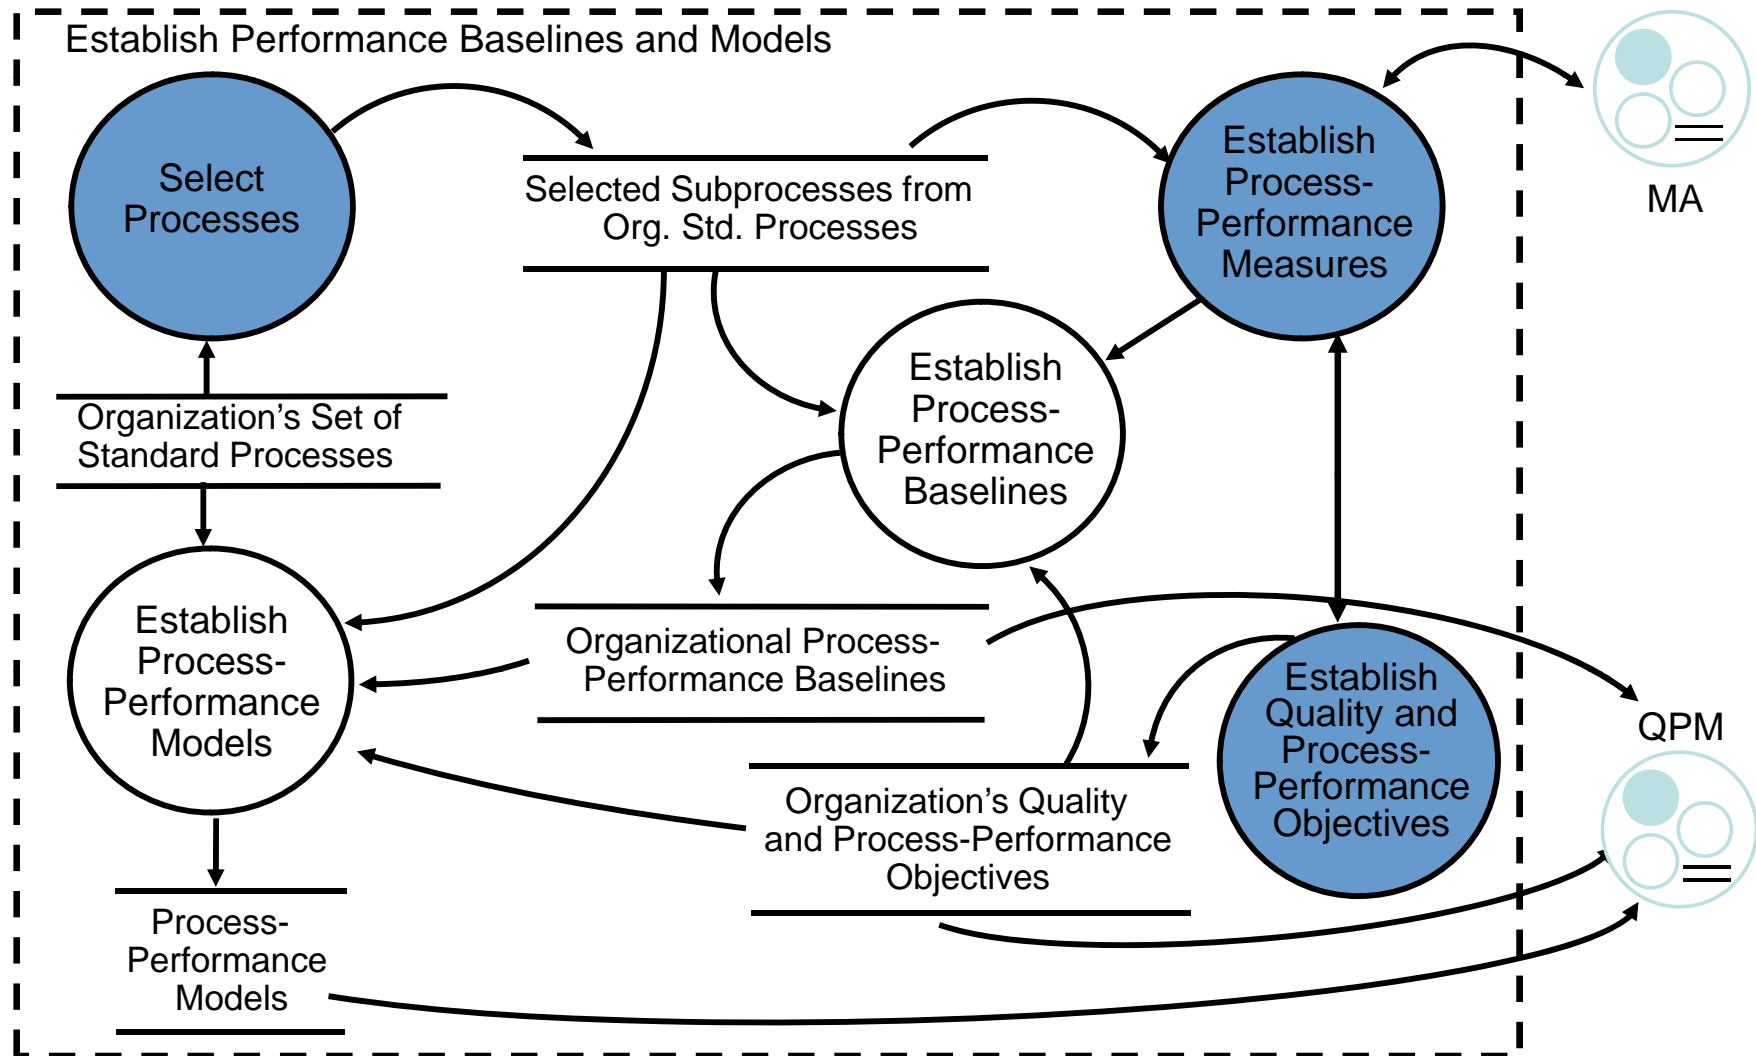 Establish Performance Baselines and Models
Select
Processes
Selected Subprocesses from
Org. Std. Processes
Establish
Process-
Performance
Measures
MA
Organization’s Set of
Standard Processes
Establish
Process-
Performance
Baselines
Establish
Process-
Performance
Models
Organizational Process-
Performance Baselines
Establish
Quality and
Process-
Performance
Objectives
QPM
Organization’s Quality
and Process-Performance
Objectives
Process-
Performance
Models